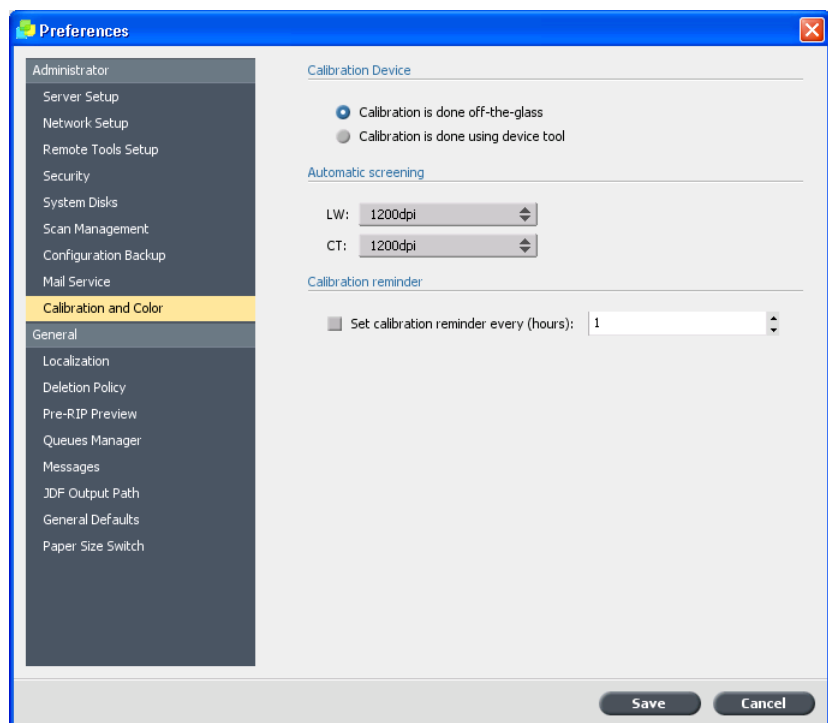 Preferences
Administrator
Server Setup
Network Setup
Remote Tools Setup
Security
System Disks
Scan Management
Configuration Backup
Mail Service
Calibration and Color
General
Localization
Deletion Policy
Pre-RIP Preview
Queues Manager
Messages
JDF Output Path
General Defaults
Paper Size Switch
Calibration Device
Calibration is done off-the-glass
Calibration is done using device tool
Automatic screening
LW: 1200dpi
CT: 1200dpi
Calibration reminder
Set calibration reminder every (hours): 1
Save Cancel